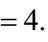 = 4.